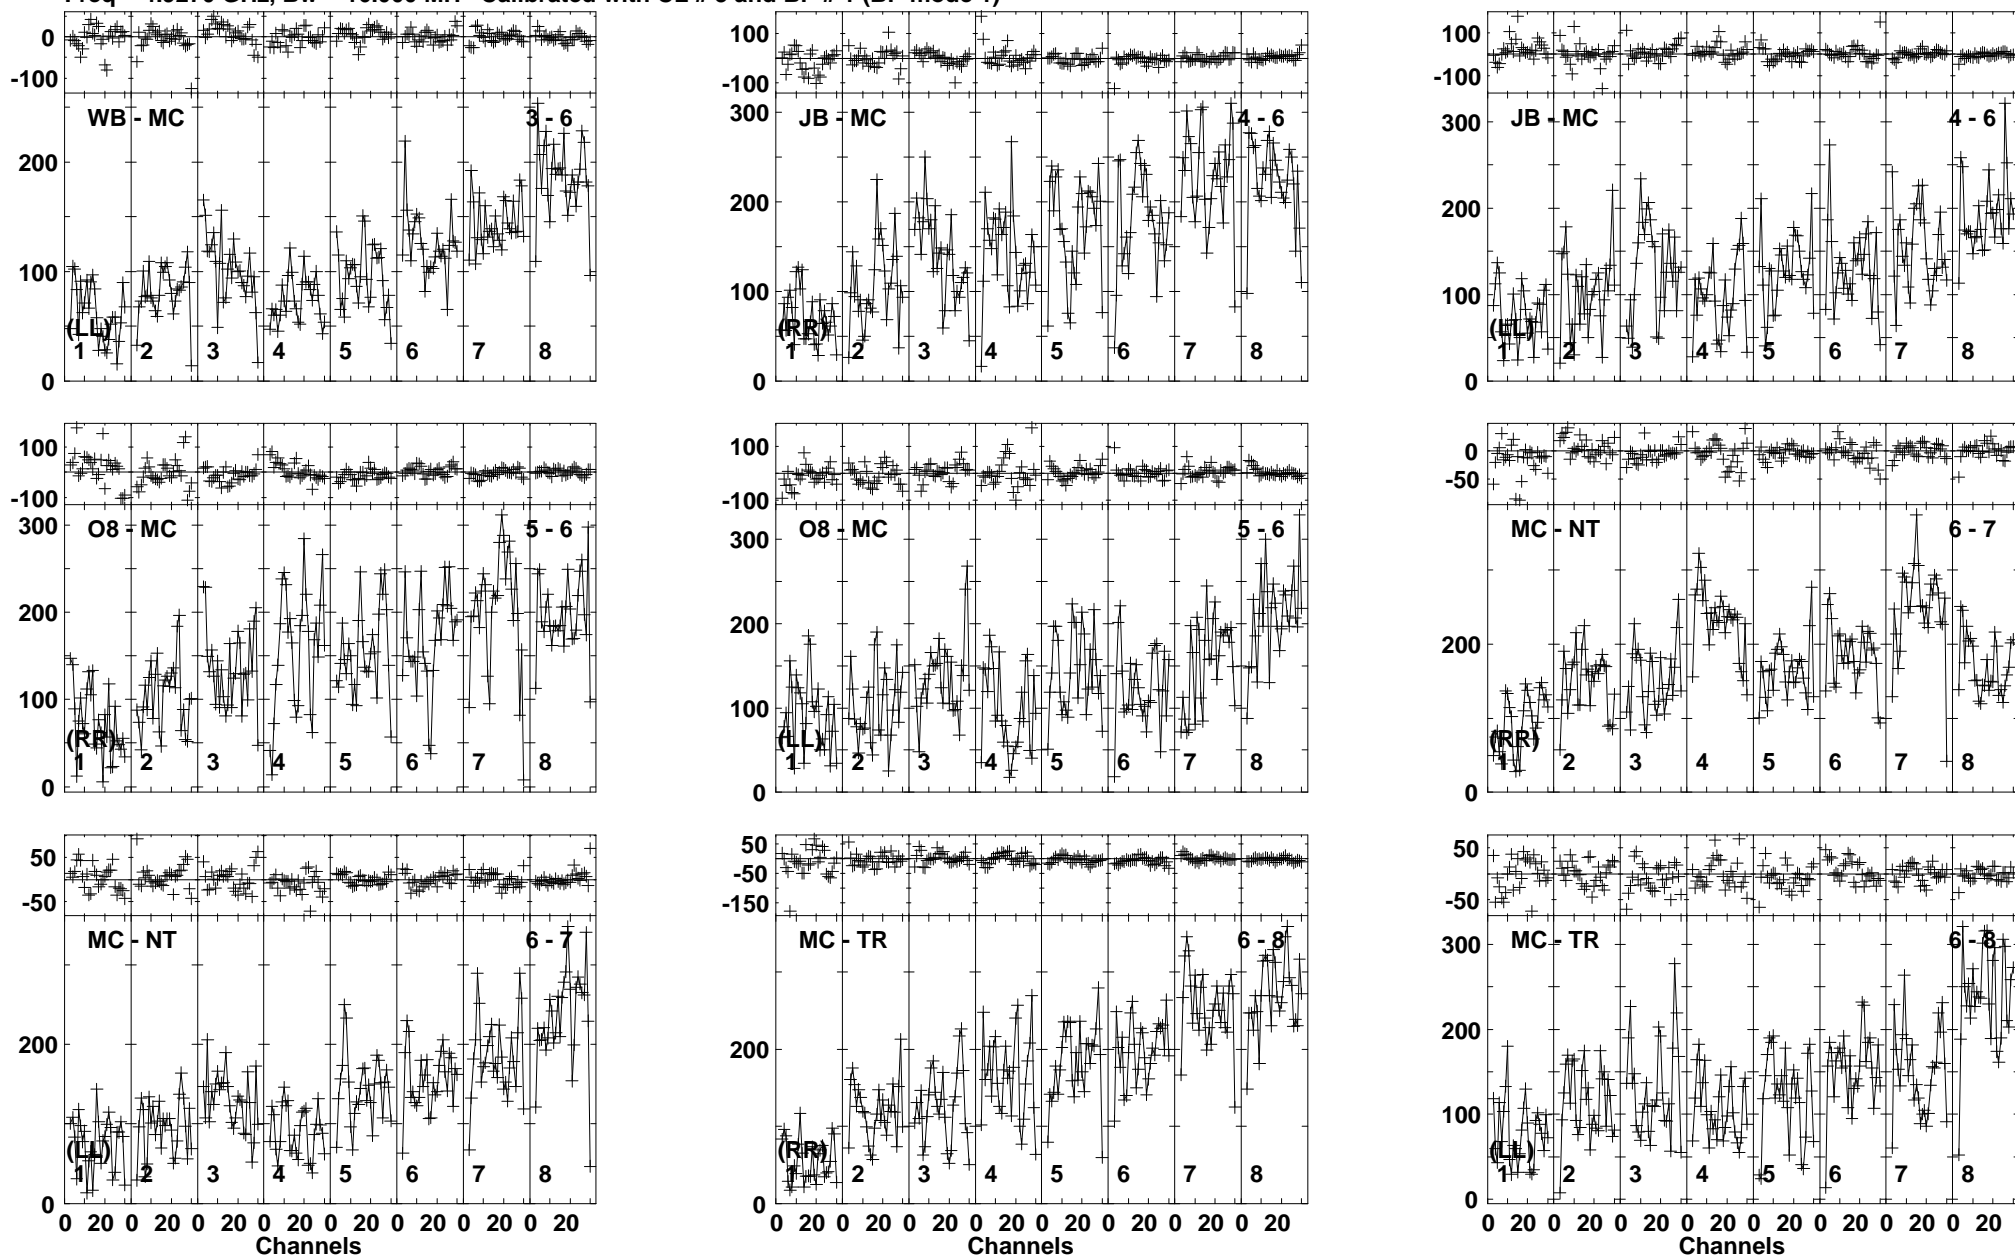 0 -100 100 -100 100 -100
WB - MC 3 - 6 JB - MC 4 - 6 JB - MC 4 - 6
200 100 0 300 200 100 0 300 200 100 0
(LL) (RR) (LL)
1 2 3 4 5 6 7 8 1 2 3 4 5 6 7 8 1 2 3 4 5 6 7 8
100 -100 100 -100 0 -50
O8 - MC 5 - 6 O8 - MC 5 - 6 MC - NT 6 - 7
300 200 100 0 300 200 100 0 200 0
(RR) (LL) (RR)
1 2 3 4 5 6 7 8 1 2 3 4 5 6 7 8 1 2 3 4 5 6 7 8
50 -50 50 -50 -150 50 -50
MC - NT 6 - 7 MC - TR 6 - 8 MC - TR 6 - 8
200 0 200 0 300 200 100 0
(LL) (RR) (LL)
1 2 3 4 5 6 7 8 1 2 3 4 5 6 7 8 1 2 3 4 5 6 7 8
0 20 0 20 0 20 0 20 0 20 0 20 0 20 0 20 0 20 0 20 0 20 0 20 0 20 0 20 0 20 0 20 0 20 0 20 0 20 0 20 0 20 0 20 0 20 0 20
Channels Channels Channels